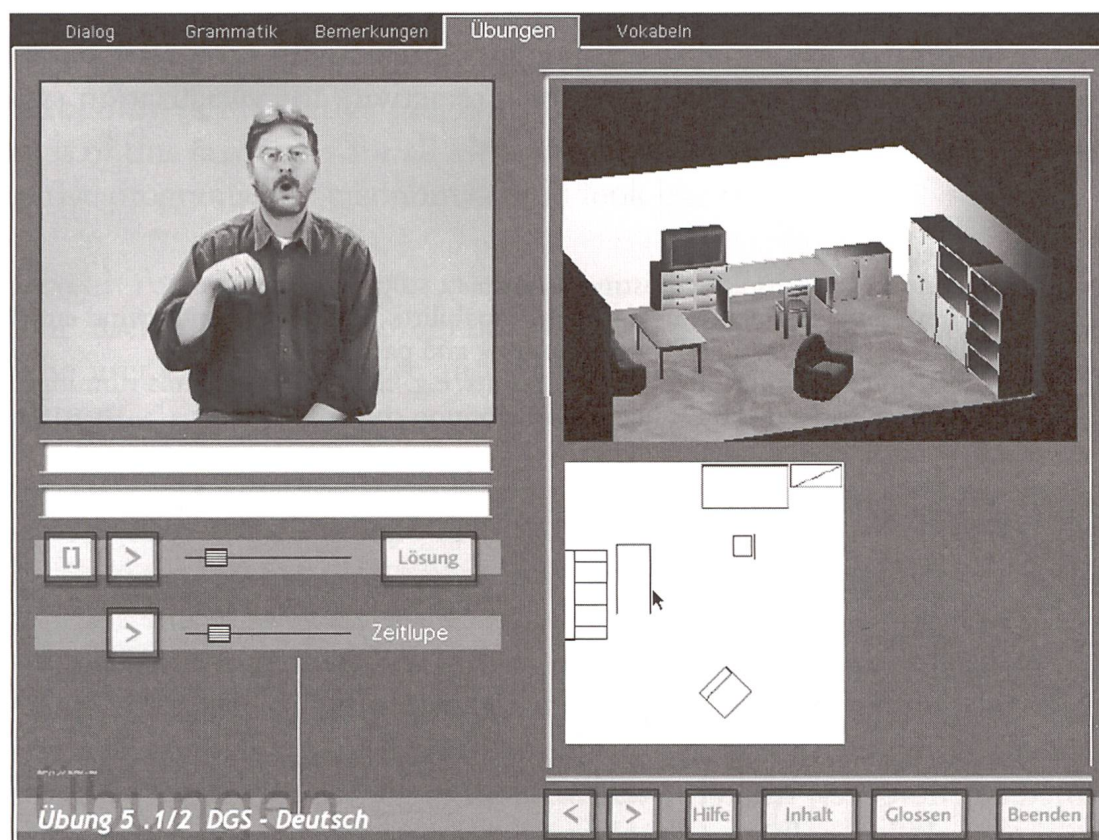 Dialog Grammatik Bemerkungen Übungen Vokabeln
[] > Lösung
> Zeitlupe
Übungen
Übung 5 .1/2 DGS - Deutsch
< > Hilfe Inhalt Glossen Beenden